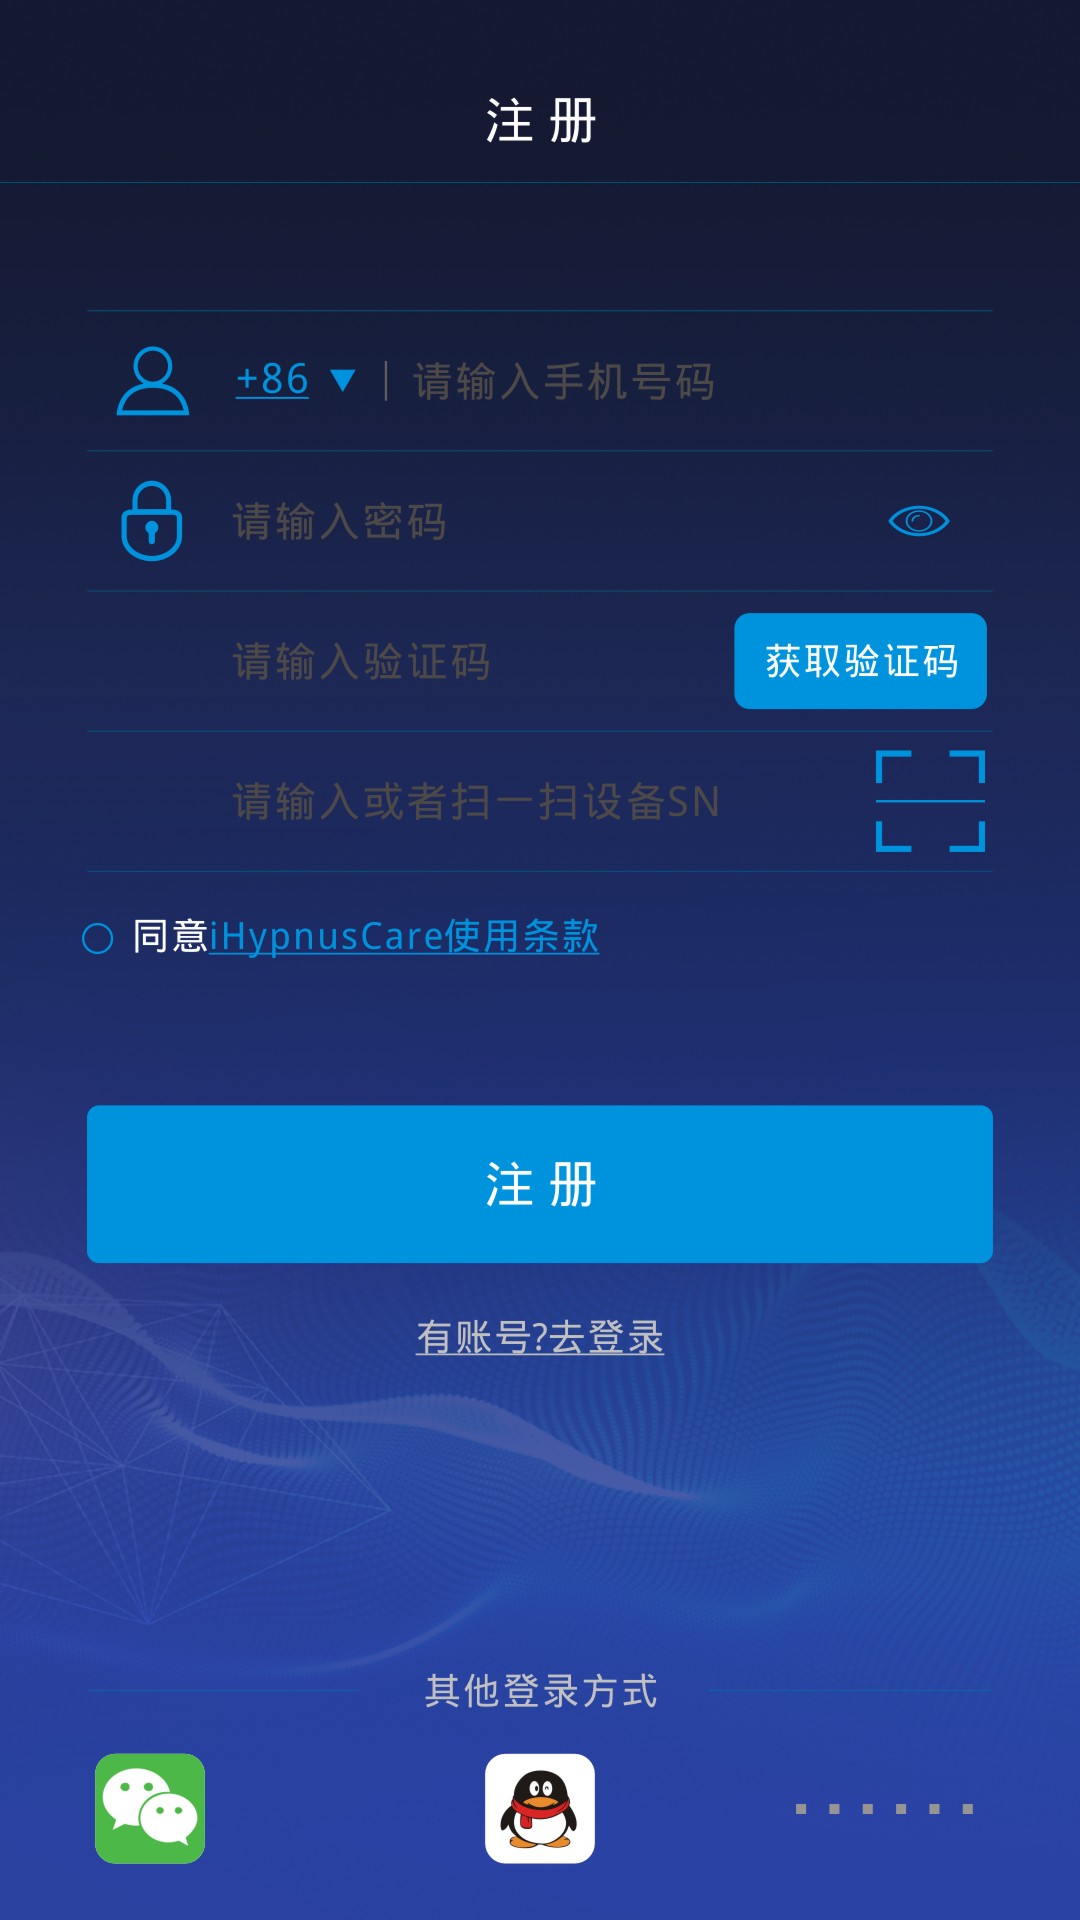 注 册
+86 ▼ | 请输入手机号码
请输入密码
请输入验证码 获取验证码
请输入或者扫一扫设备SN
同意iHypnusCare使用条款
注 册
有账号?去登录
其他登录方式